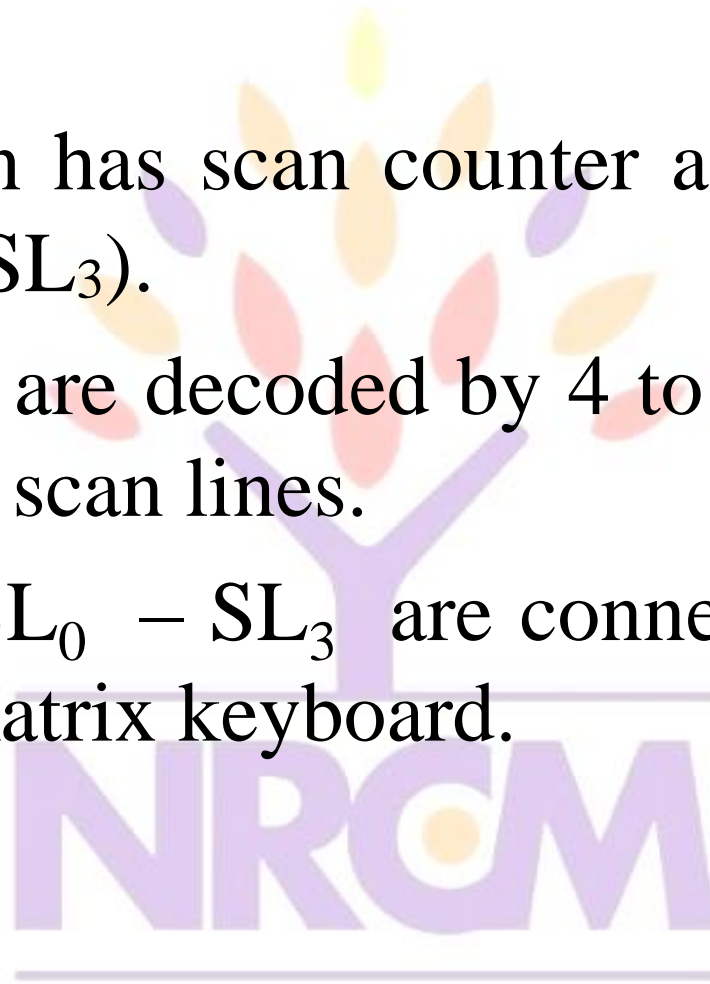 has scan counter
SL₃).
are decoded by 4 to
scan lines.
L₀ – SL₃ are conne
atrix keyboard.
NRCM